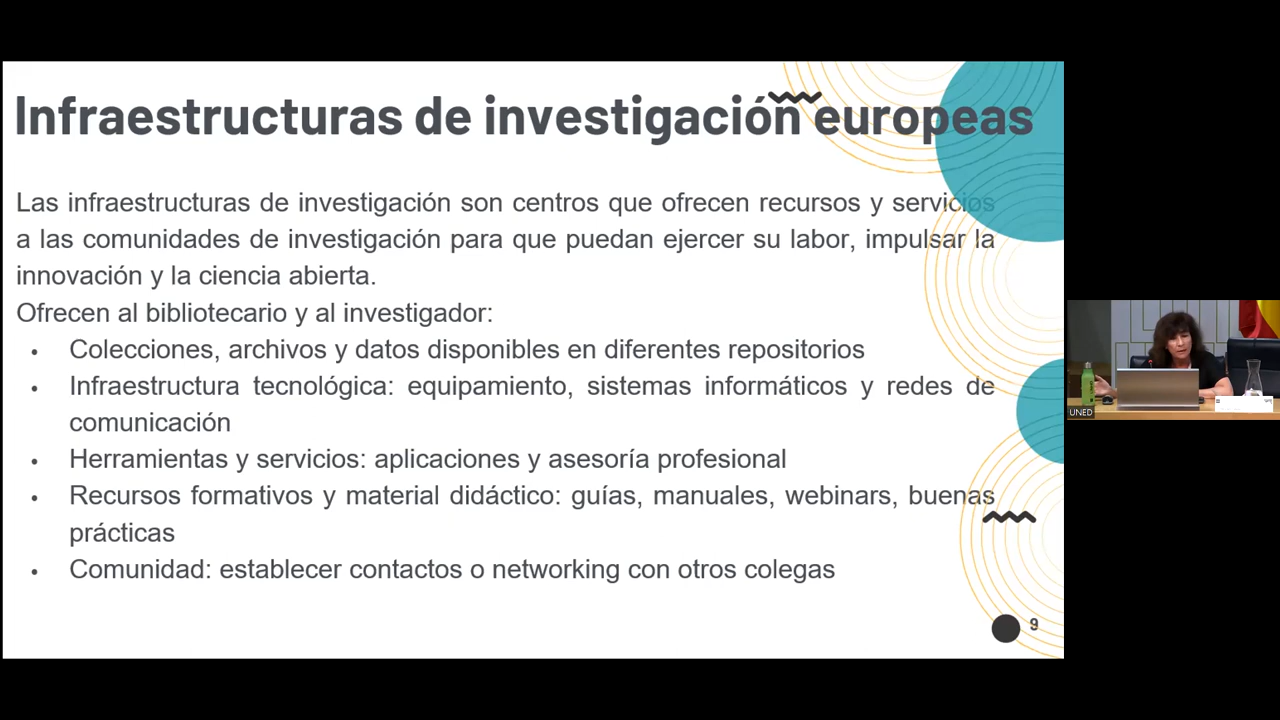 Infraestructuras de investigación europeas
Las infraestructuras de investigación son centros que ofrecen recursos y servicios
a las comunidades de investigación para que puedan ejercer su labor, impulsar la
innovación y la ciencia abierta.
Ofrecen al bibliotecario y al investigador:
• Colecciones, archivos y datos disponibles en diferentes repositorios
• Infraestructura tecnológica: equipamiento, sistemas informáticos y redes de
comunicación
• Herramientas y servicios: aplicaciones y asesoría profesional
• Recursos formativos y material didáctico: guías, manuales, webinars, buenas
prácticas
• Comunidad: establecer contactos o networking con otros colegas
9
UNED